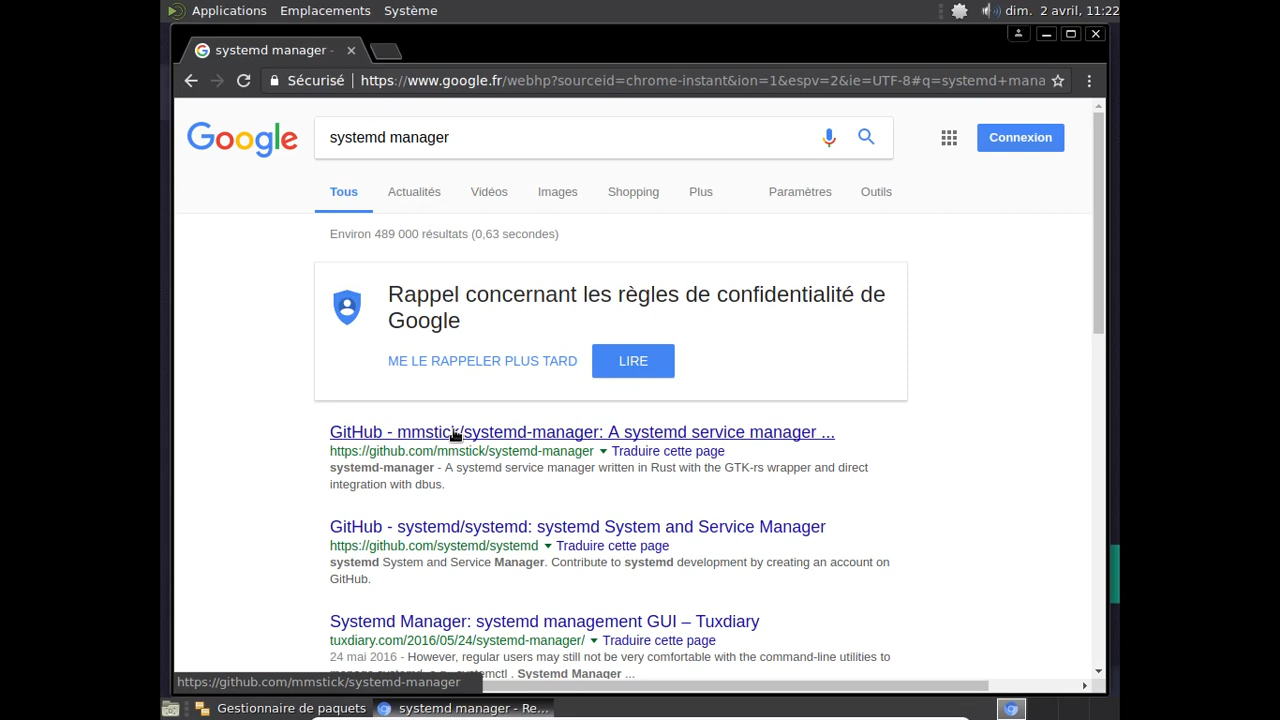 Applications Emplacements Système dim. 2 avril, 11:22
systemd manager -
Sécurisé https://www.google.fr/webhp?sourceid=chrome-instant&ion=1&espv=2&ie=UTF-8#q=systemd+mana
Google systemd manager Connexion
Tous Actualités Vidéos Images Shopping Plus Paramètres Outils
Environ 489 000 résultats (0,63 secondes)
Rappel concernant les règles de confidentialité de
Google
ME LE RAPPELER PLUS TARD LIRE
GitHub - mmstick/systemd-manager: A systemd service manager ...
https://github.com/mmstick/systemd-manager Traduire cette page
systemd-manager - A systemd service manager written in Rust with the GTK-rs wrapper and direct
integration with dbus.
GitHub - systemd/systemd: systemd System and Service Manager
https://github.com/systemd/systemd Traduire cette page
systemd System and Service Manager. Contribute to systemd development by creating an account on
GitHub.
Systemd Manager: systemd management GUI – Tuxdiary
tuxdiary.com/2016/05/24/systemd-manager/ Traduire cette page
24 mai 2016 - However, regular users may still not be very comfortable with the command-line utilities to
Systemd Manager ...
https://github.com/mmstick/systemd-manager
Gestionnaire de paquets systemd manager - Re...